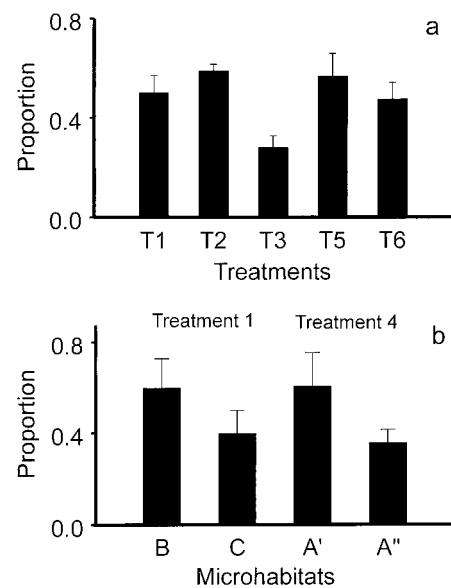 a
0.8
0.4
0.0
Proportion
T1 T2 T3 T5 T6
Treatments
b
Treatment 1 Treatment 4
0.8
0.4
0.0
Proportion
B C A' A"
Microhabitats